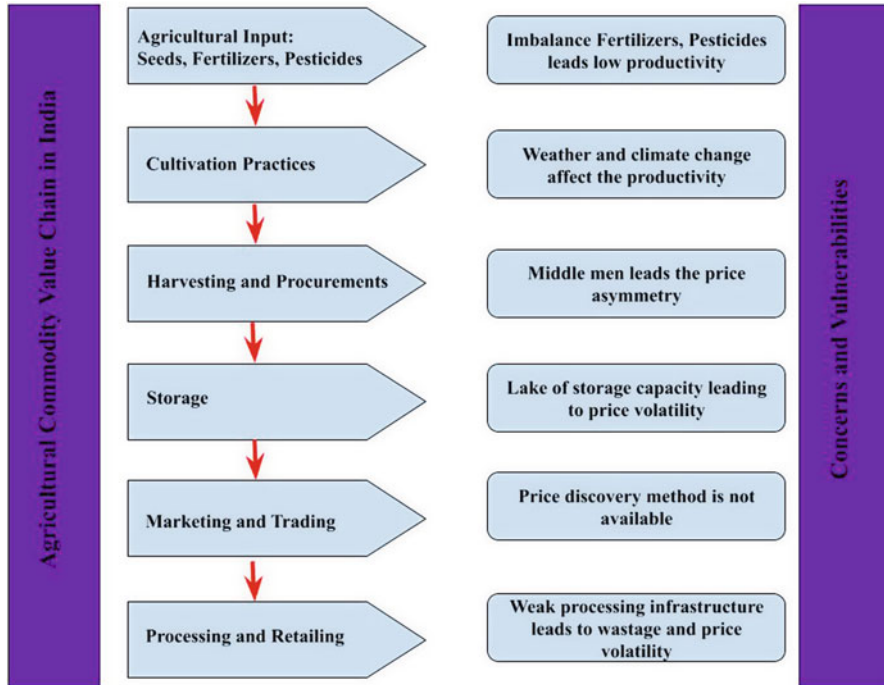 Agricultural Commodity Value Chain in India
Agricultural Input:
Seeds, Fertilizers, Pesticides
Imbalance Fertilizers, Pesticides
leads low productivity
Cultivation Practices
Weather and climate change
affect the productivity
Harvesting and Procurements
Middle men leads the price
asymmetry
Storage
Lake of storage capacity leading
to price volatility
Marketing and Trading
Price discovery method is not
available
Processing and Retailing
Weak processing infrastructure
leads to wastage and price
volatility
Concerns and Vulnerabilities